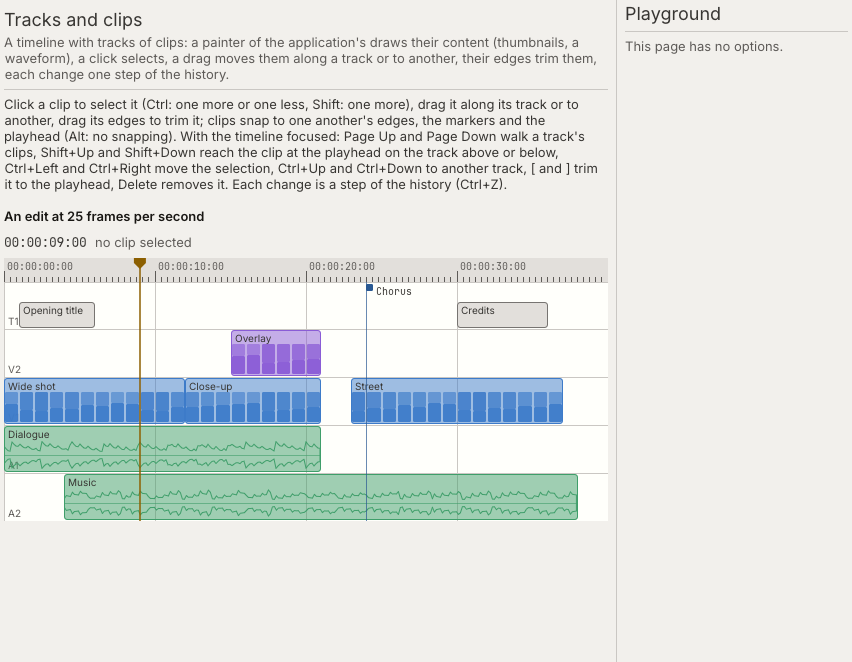 Tracks and clips
A timeline with tracks of clips: a painter of the application's draws their content (thumbnails, a
waveform), a click selects, a drag moves them along a track or to another, their edges trim them,
each change one step of the history.
Click a clip to select it (Ctrl: one more or one less, Shift: one more), drag it along its track or to
another, drag its edges to trim it; clips snap to one another's edges, the markers and the
playhead (Alt: no snapping). With the timeline focused: Page Up and Page Down walk a track's
clips, Shift+Up and Shift+Down reach the clip at the playhead on the track above or below,
Ctrl+Left and Ctrl+Right move the selection, Ctrl+Up and Ctrl+Down to another track, [ and ] trim
it to the playhead, Delete removes it. Each change is a step of the history (Ctrl+Z).
An edit at 25 frames per second
00:00:09:00 no clip selected
00:00:00:00 00:00:10:00 00:00:20:00 00:00:30:00
Chorus
Opening title Credits
T1
Overlay
V2
Wide shot Close-up Street
Dialogue
A1
Music
A2
Playground
This page has no options.